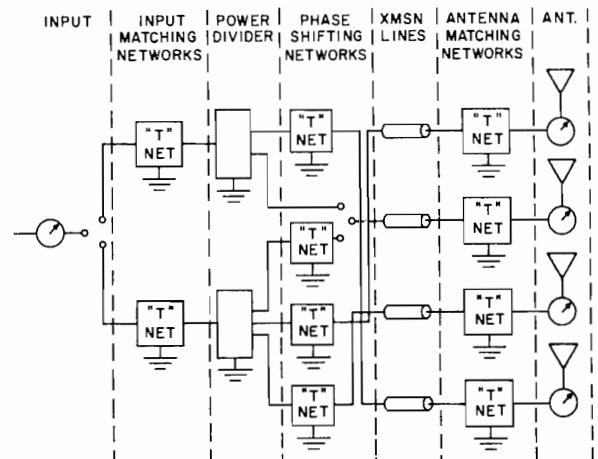 INPUT
INPUT
MATCHING
NETWORKS
POWER
DIVIDER
PHASE
SHIFTING
NETWORKS
XMSN
LINES
ANTENNA
MATCHING
NETWORKS
ANT.
"T"
NET
"T"
NET
"T"
NET
"T"
NET
"T"
NET
"T"
NET
"T"
NET
"T"
NET
"T"
NET
"T"
NET